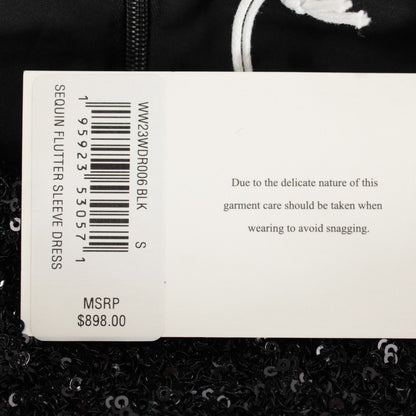 SEQUIN FLUTTER SLEEVE DRESS
1 95923 53057 1
WW23WDR006 BLK S
MSRP
$898.00
Due to the delicate nature of this
garment care should be taken when
wearing to avoid snagging.